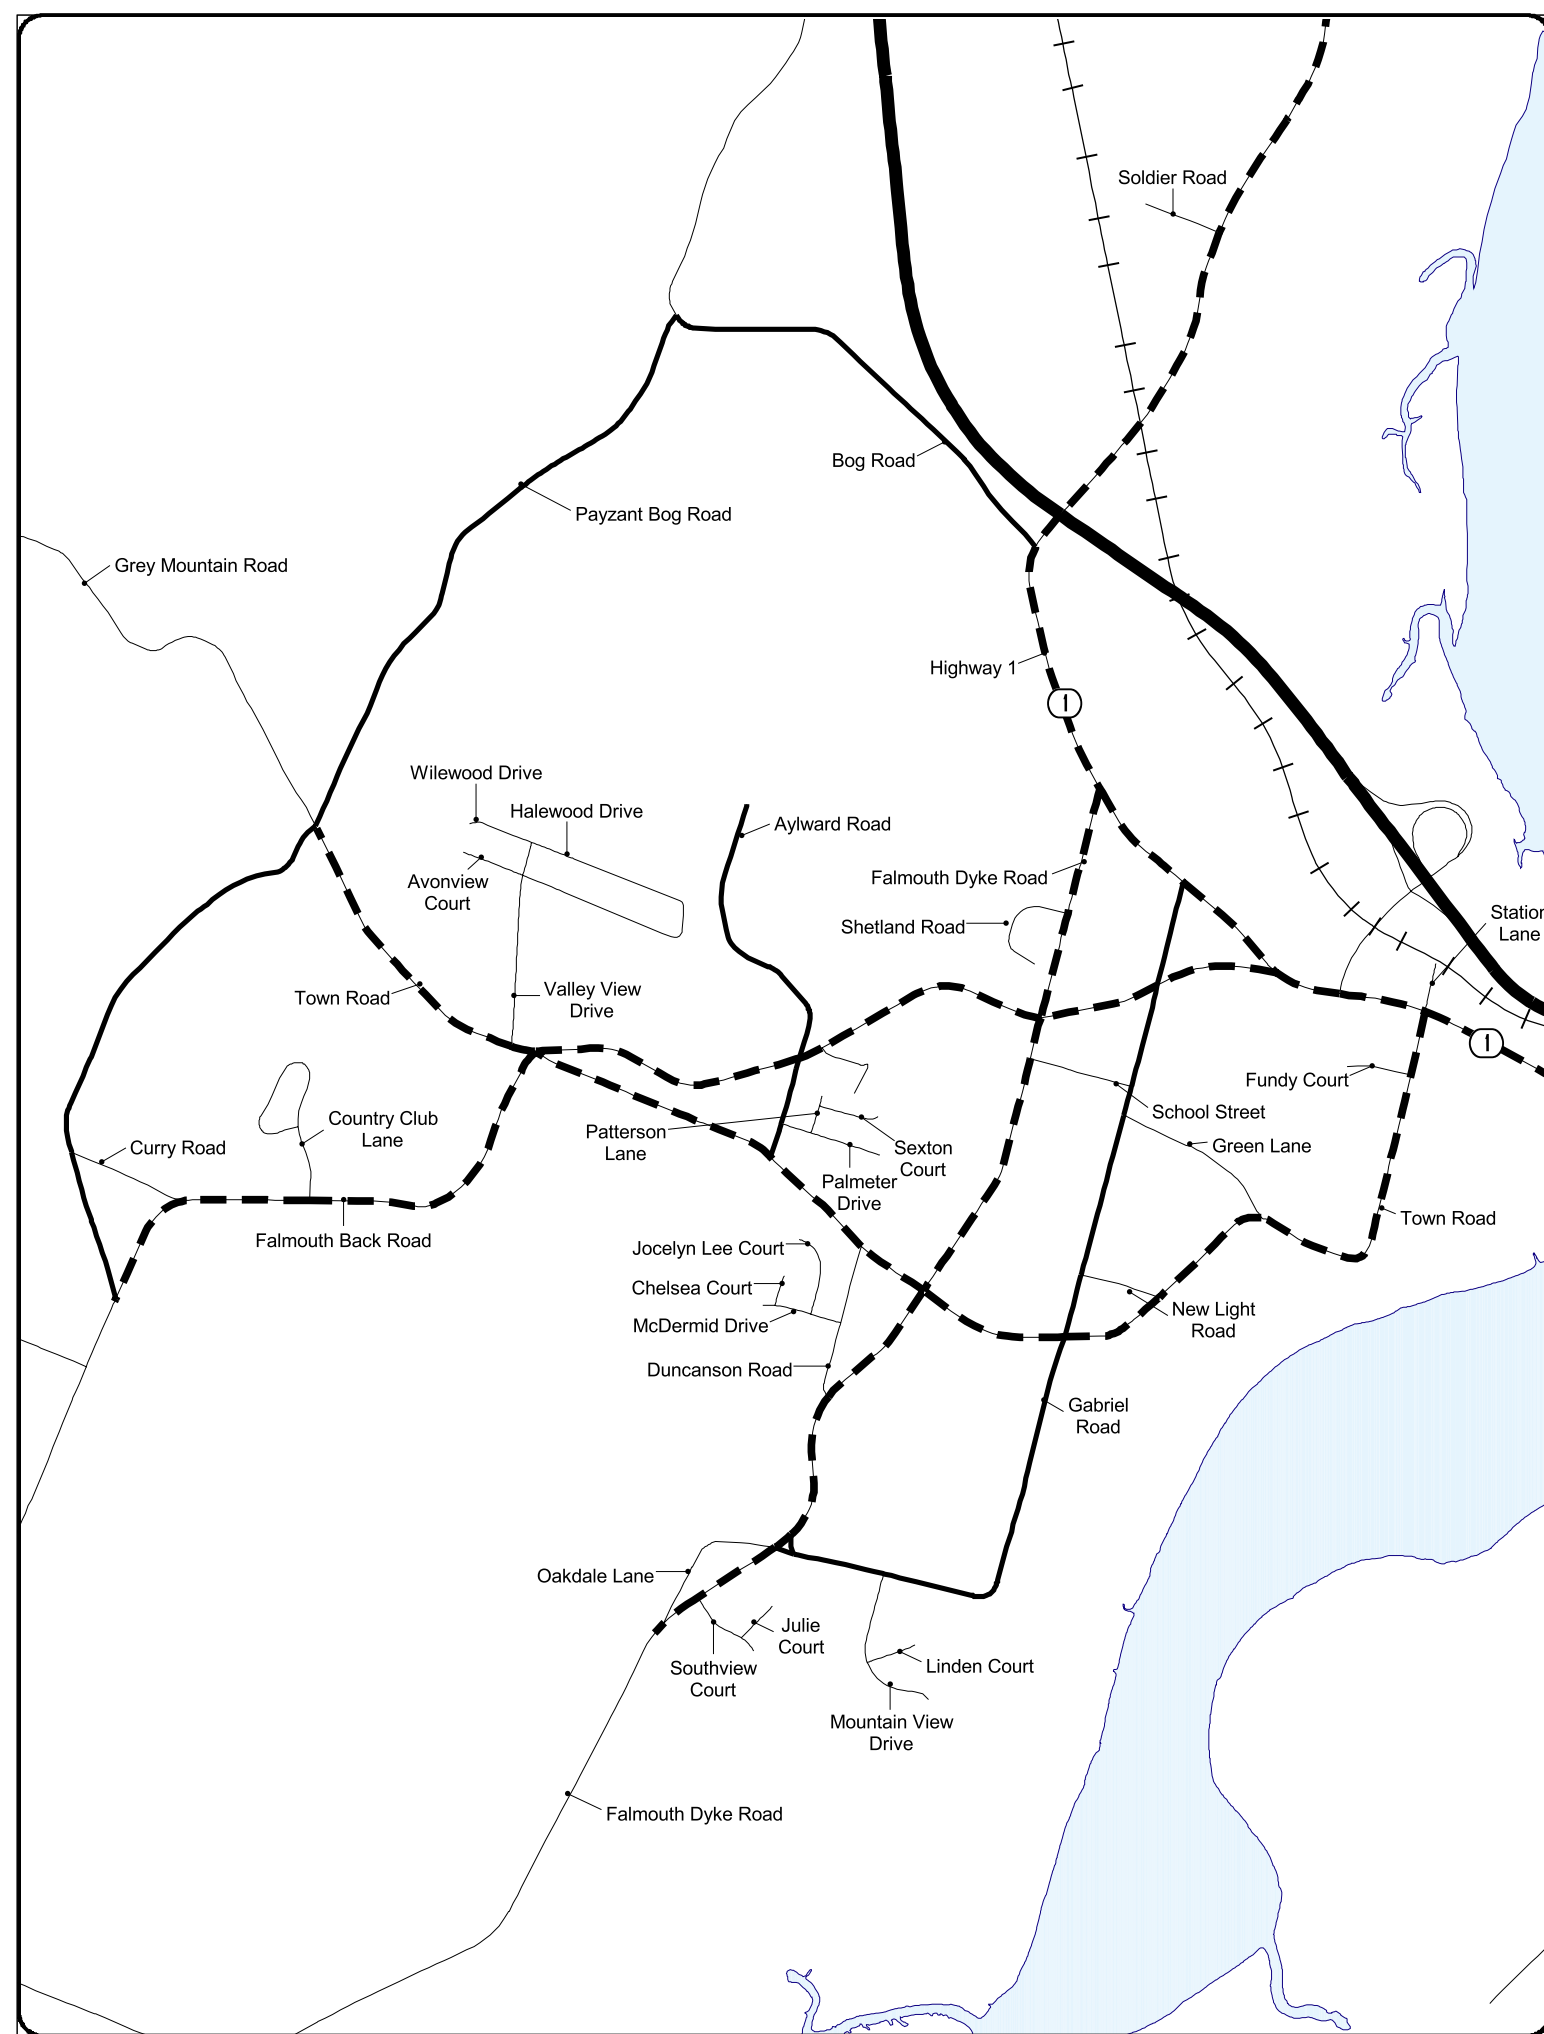 Soldier Road
Bog Road
Payzant Bog Road
Grey Mountain Road
Highway 1
1
Wilewood Drive
Halewood Drive
Aylward Road
Avonview
Court
Falmouth Dyke Road
Shetland Road
Station
Lane
Town Road
Valley View
Drive
1
Fundy Court
School Street
Country Club
Lane
Curry Road
Patterson
Lane
Sexton
Court
Green Lane
Palmeter
Drive
Town Road
Falmouth Back Road
Jocelyn Lee Court
Chelsea Court
McDermid Drive
New Light
Road
Duncanson Road
Gabriel
Road
Oakdale Lane
Julie
Court
Southview
Court
Linden Court
Mountain View
Drive
Falmouth Dyke Road